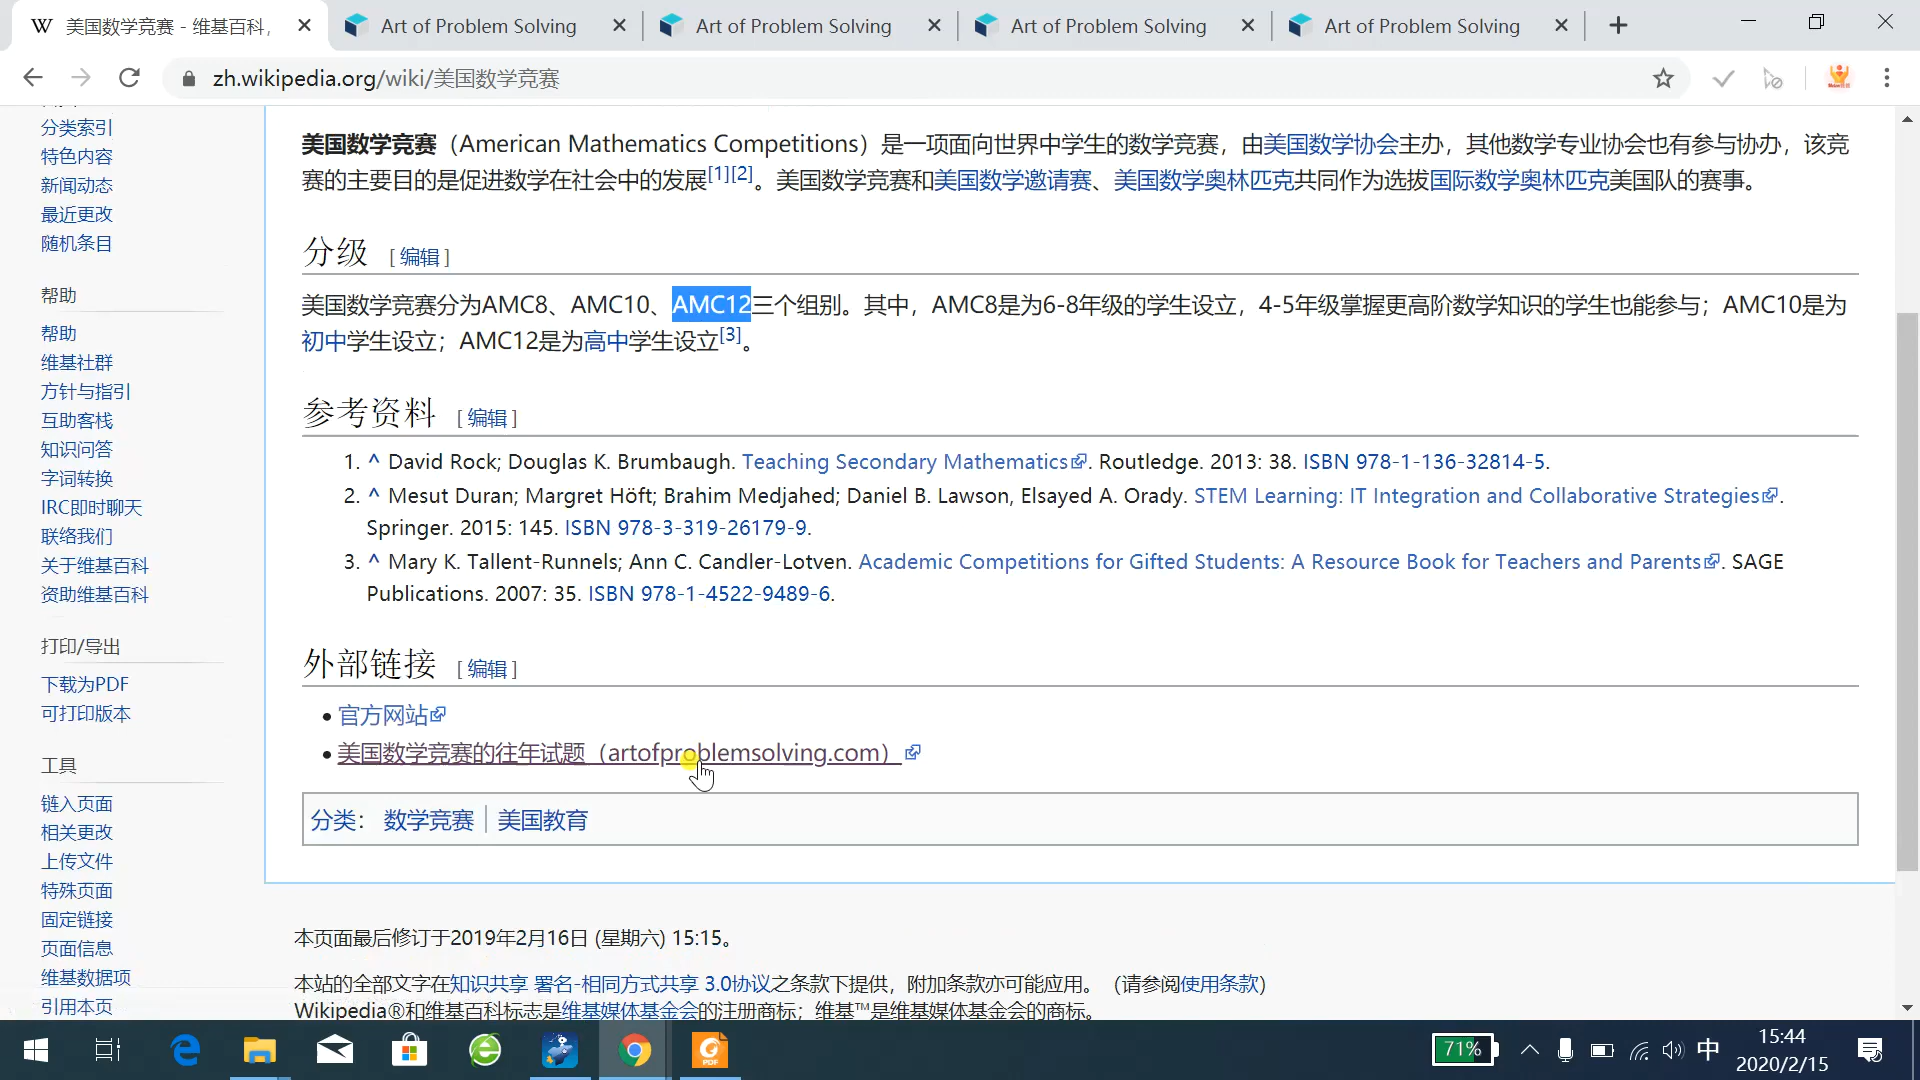 美国数学竞赛 - 维基百科,
Art of Problem Solving
Art of Problem Solving
Art of Problem Solving
Art of Problem Solving
zh.wikipedia.org/wiki/美国数学竞赛
分类索引
特色内容
新闻动态
最近更改
随机条目
帮助
帮助
维基社群
方针与指引
互助客栈
知识问答
字词转换
IRC即时聊天
联络我们
关于维基百科
资助维基百科
打印/导出
下载为PDF
可打印版本
工具
链入页面
相关更改
上传文件
特殊页面
固定链接
页面信息
维基数据项
引用本页
美国数学竞赛（American Mathematics Competitions）是一项面向世界中学生的数学竞赛，由美国数学协会主办，其他数学专业协会也有参与协办，该竞
赛的主要目的是促进数学在社会中的发展[1][2]。美国数学竞赛和美国数学邀请赛、美国数学奥林匹克共同作为选拔国际数学奥林匹克美国队的赛事。
分级 [编辑]
美国数学竞赛分为AMC8、AMC10、AMC12三个组别。其中，AMC8是为6-8年级的学生设立，4-5年级掌握更高阶数学知识的学生也能参与；AMC10是为
初中学生设立；AMC12是为高中学生设立[3]。
参考资料 [编辑]
1. ^ David Rock; Douglas K. Brumbaugh. Teaching Secondary Mathematics. Routledge. 2013: 38. ISBN 978-1-136-32814-5.
2. ^ Mesut Duran; Margret Höft; Brahim Medjahed; Daniel B. Lawson, Elsayed A. Orady. STEM Learning: IT Integration and Collaborative Strategies.
Springer. 2015: 145. ISBN 978-3-319-26179-9.
3. ^ Mary K. Tallent-Runnels; Ann C. Candler-Lotven. Academic Competitions for Gifted Students: A Resource Book for Teachers and Parents. SAGE
Publications. 2007: 35. ISBN 978-1-4522-9489-6.
外部链接 [编辑]
• 官方网站
• 美国数学竞赛的往年试题（artofproblemsolving.com）
分类： 数学竞赛 | 美国教育
本页面最后修订于2019年2月16日 (星期六) 15:15。
本站的全部文字在知识共享 署名-相同方式共享 3.0协议之条款下提供，附加条款亦可能应用。（请参阅使用条款）
Wikipedia®和维基百科标志是维基媒体基金会的注册商标；维基™是维基媒体基金会的商标。
71%
中
15:44
2020/2/15